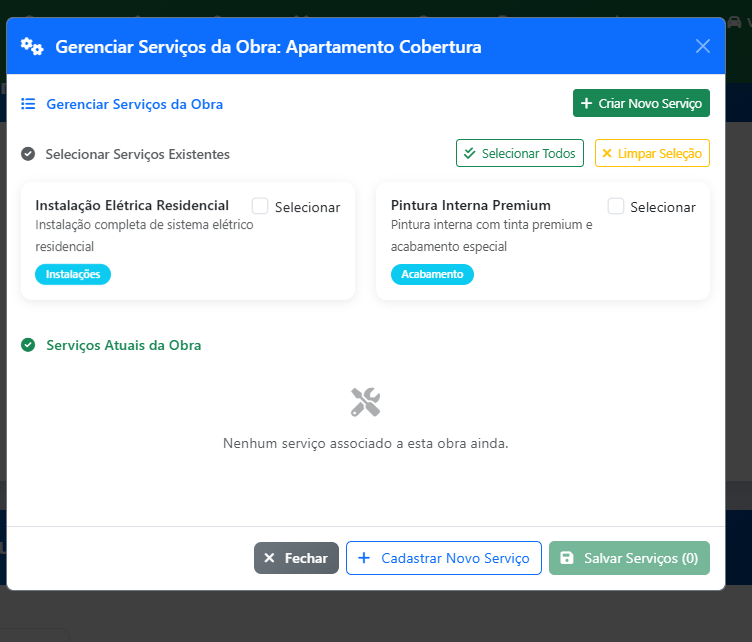 Gerenciar Serviços da Obra: Apartamento Cobertura
Gerenciar Serviços da Obra
Criar Novo Serviço
Selecionar Serviços Existentes
Selecionar Todos
Limpar Seleção
Instalação Elétrica Residencial
Selecionar
Instalação completa de sistema elétrico
residencial
Instalações
Pintura Interna Premium
Selecionar
Pintura interna com tinta premium e
acabamento especial
Acabamento
Serviços Atuais da Obra
Nenhum serviço associado a esta obra ainda.
Fechar
Cadastrar Novo Serviço
Salvar Serviços (0)